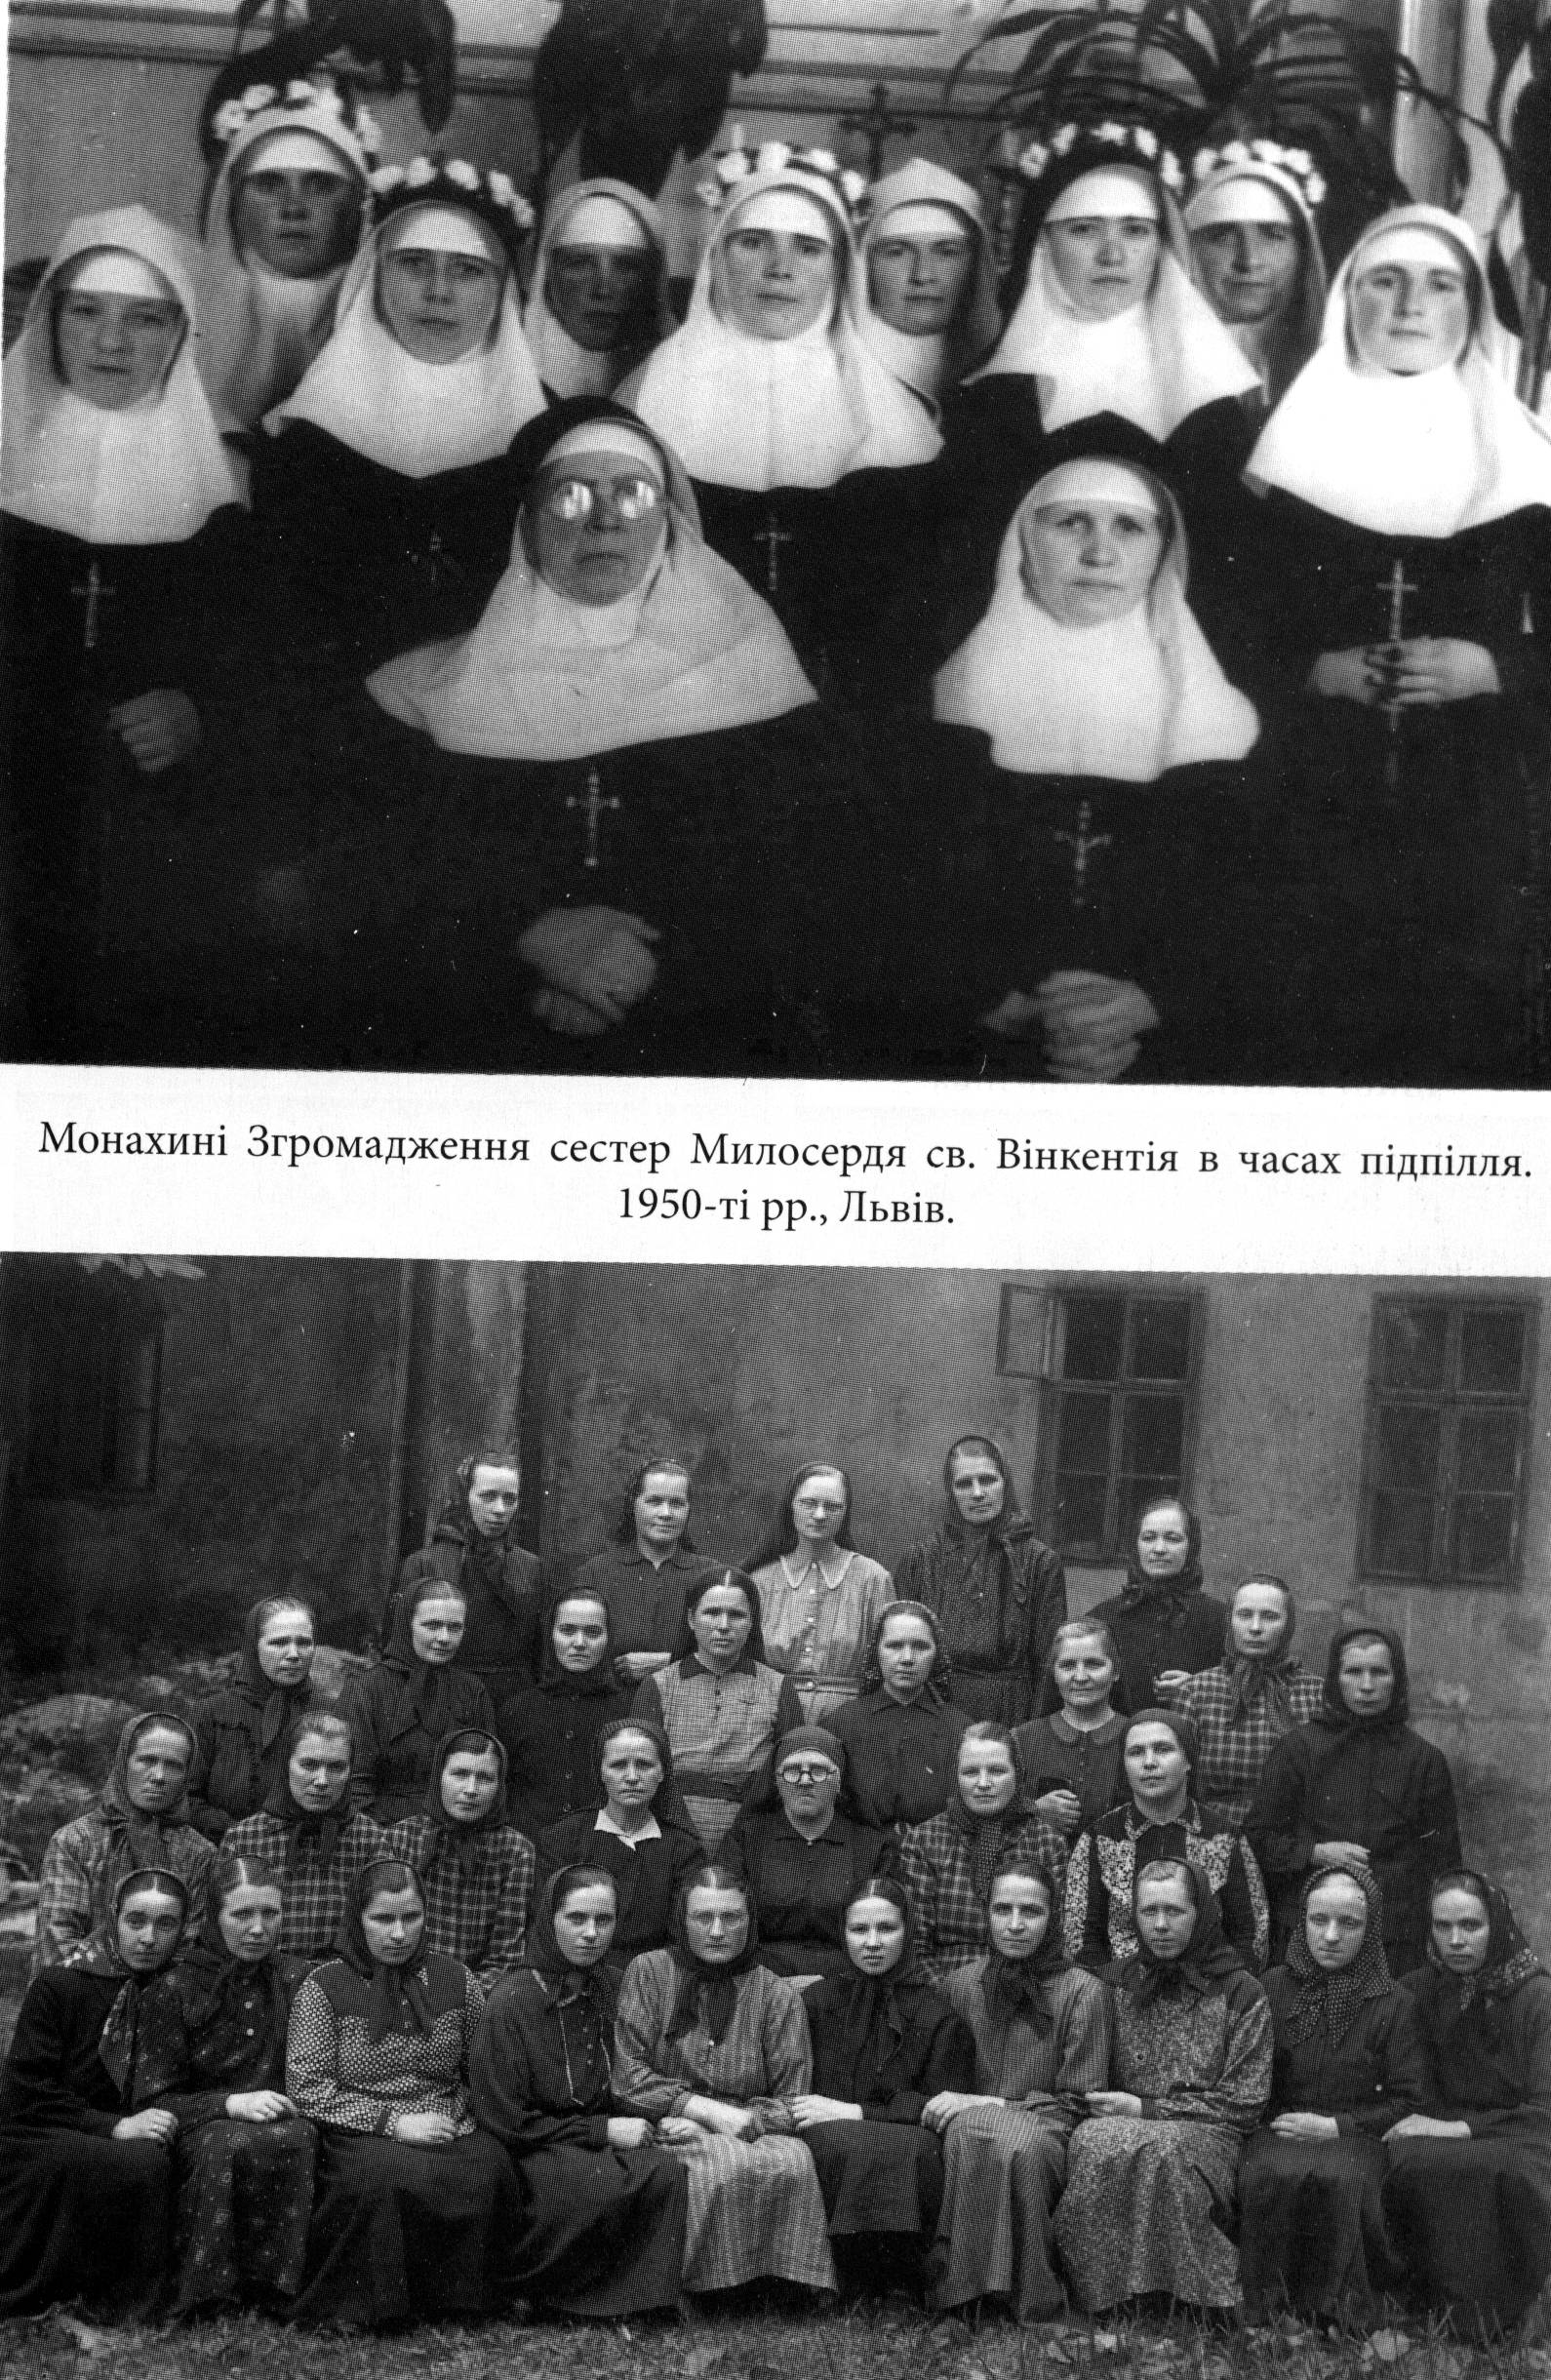 Монахині Згромадження сестер Милосердя св. Вінкентія в часах підпілля.
1950-ті рр., Львів.